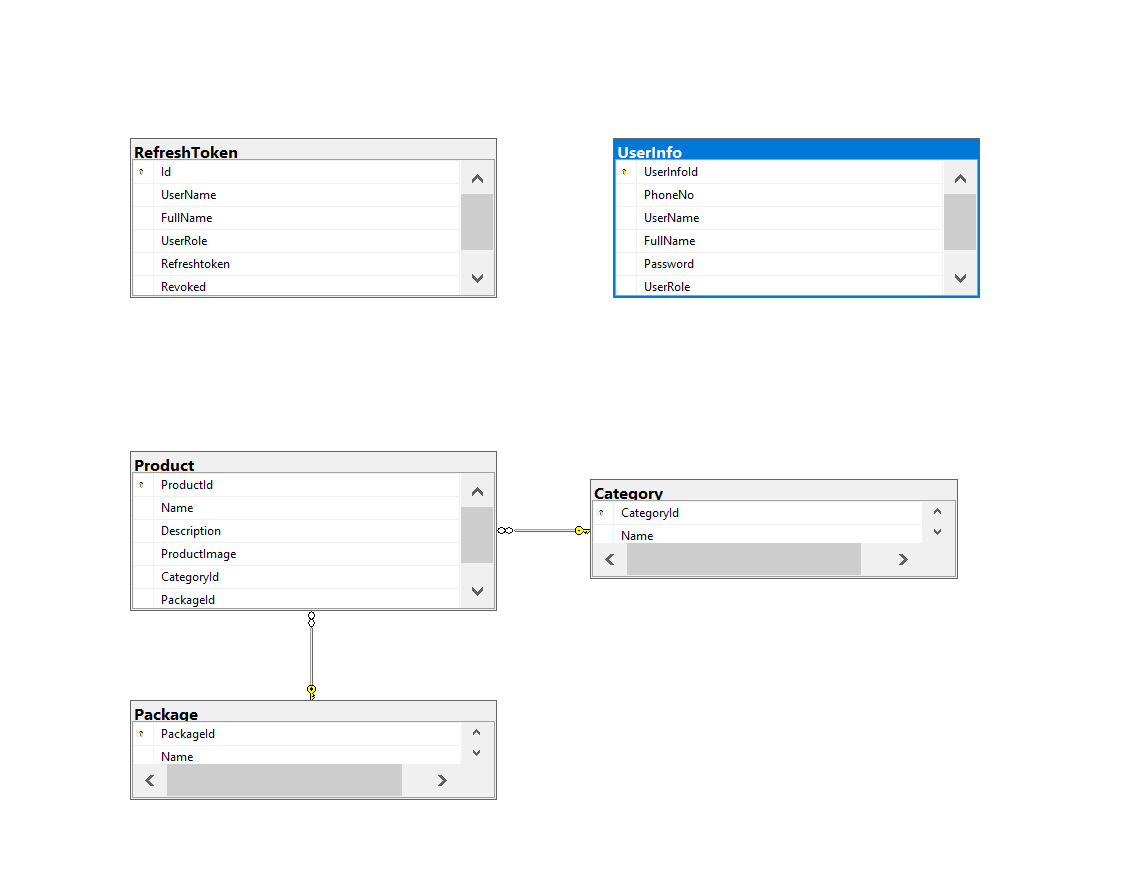 RefreshToken
Id
UserName
FullName
UserRole
Refreshtoken
Revoked
UserInfo
UserInfoId
PhoneNo
UserName
FullName
Password
UserRole
Product
ProductId
Name
Description
ProductImage
CategoryId
PackageId
Category
CategoryId
Name
Package
PackageId
Name